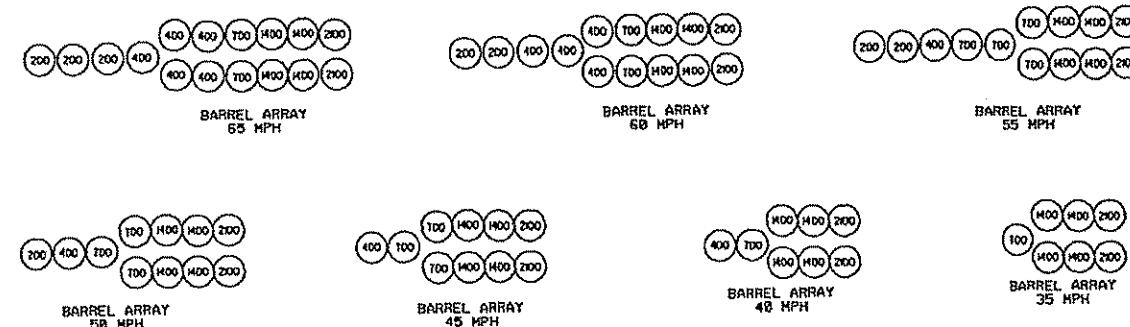 400 400 700 1400 1400 2100
200 200 200 400
400 400 700 1400 1400 2100
BARREL ARRAY
65 MPH
400 700 1400 1400 2100
200 200 400 400
400 700 1400 1400 2100
BARREL ARRAY
60 MPH
700 1400 1400
200 200 400 700 700
700 1400 1400
BARREL ARRAY
55 MPH
700 1400 1400 2100
200 400 700
700 1400 1400 2100
BARREL ARRAY
50 MPH
700 1400 1400 2100
400 700
700 1400 1400 2100
BARREL ARRAY
45 MPH
1400 1400 2100
400 700
1400 1400 2100
BARREL ARRAY
40 MPH
1400 1400 2100
700
1400 1400 2100
BARREL ARRAY
35 MPH